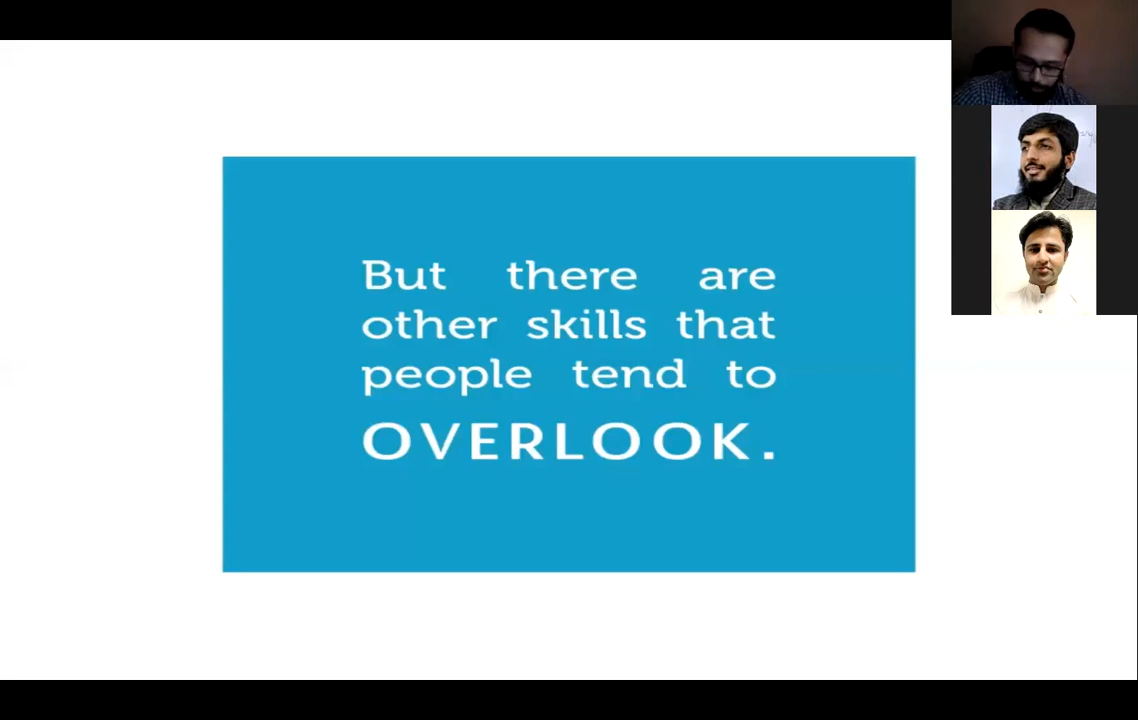 But there are
other skills that
people tend to
OVERLOOK.